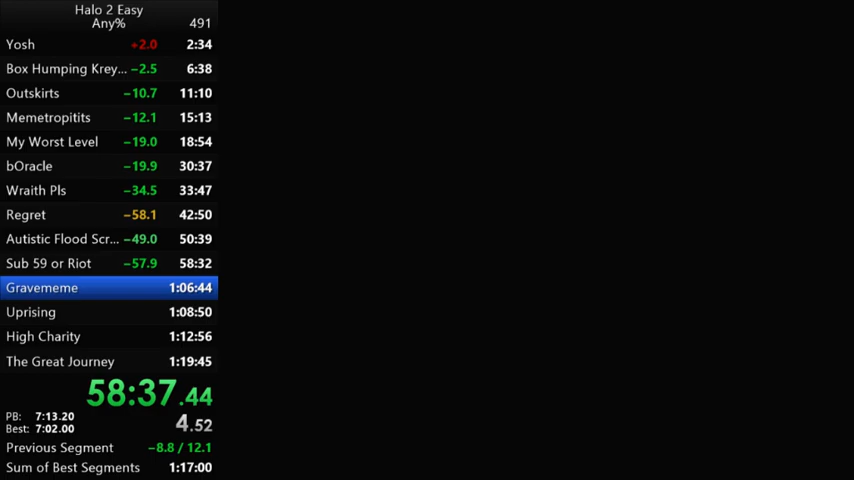 Halo 2 Easy
Any% 491
Yosh +2.0 2:34
Box Humping Krey... −2.5 6:38
Outskirts −10.7 11:10
Memetropitits −12.1 15:13
My Worst Level −19.0 18:54
bOracle −19.9 30:37
Wraith Pls −34.5 33:47
Regret −58.1 42:50
Autistic Flood Scr... −49.0 50:39
Sub 59 or Riot −57.9 58:32
Gravememe 1:06:44
Uprising 1:08:50
High Charity 1:12:56
The Great Journey 1:19:45
58:37.44
PB: 7:13.20
Best: 7:02.00
4.52
Previous Segment −8.8 / 12.1
Sum of Best Segments 1:17:00